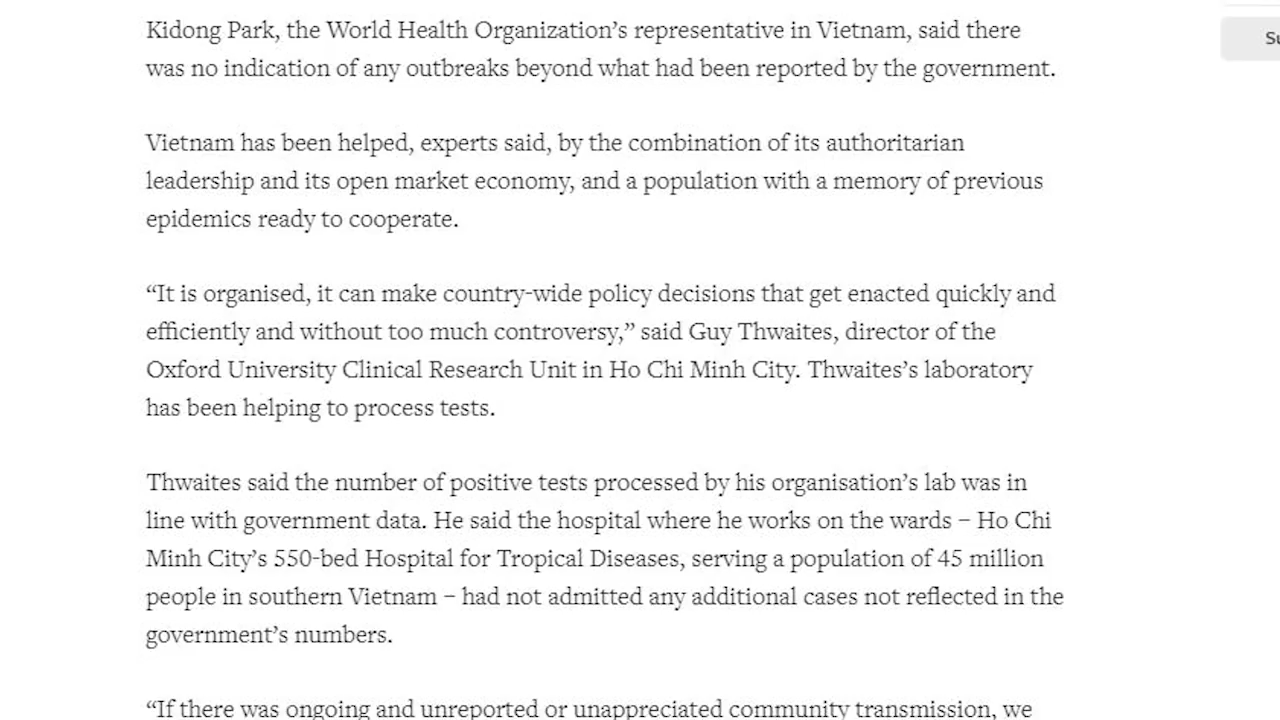 Kidong Park, the World Health Organization’s representative in Vietnam, said there
was no indication of any outbreaks beyond what had been reported by the government.
Vietnam has been helped, experts said, by the combination of its authoritarian
leadership and its open market economy, and a population with a memory of previous
epidemics ready to cooperate.
“It is organised, it can make country-wide policy decisions that get enacted quickly and
efficiently and without too much controversy,” said Guy Thwaites, director of the
Oxford University Clinical Research Unit in Ho Chi Minh City. Thwaites’s laboratory
has been helping to process tests.
Thwaites said the number of positive tests processed by his organisation’s lab was in
line with government data. He said the hospital where he works on the wards – Ho Chi
Minh City’s 550-bed Hospital for Tropical Diseases, serving a population of 45 million
people in southern Vietnam – had not admitted any additional cases not reflected in the
government’s numbers.
“If there was ongoing and unreported or unappreciated community transmission, we